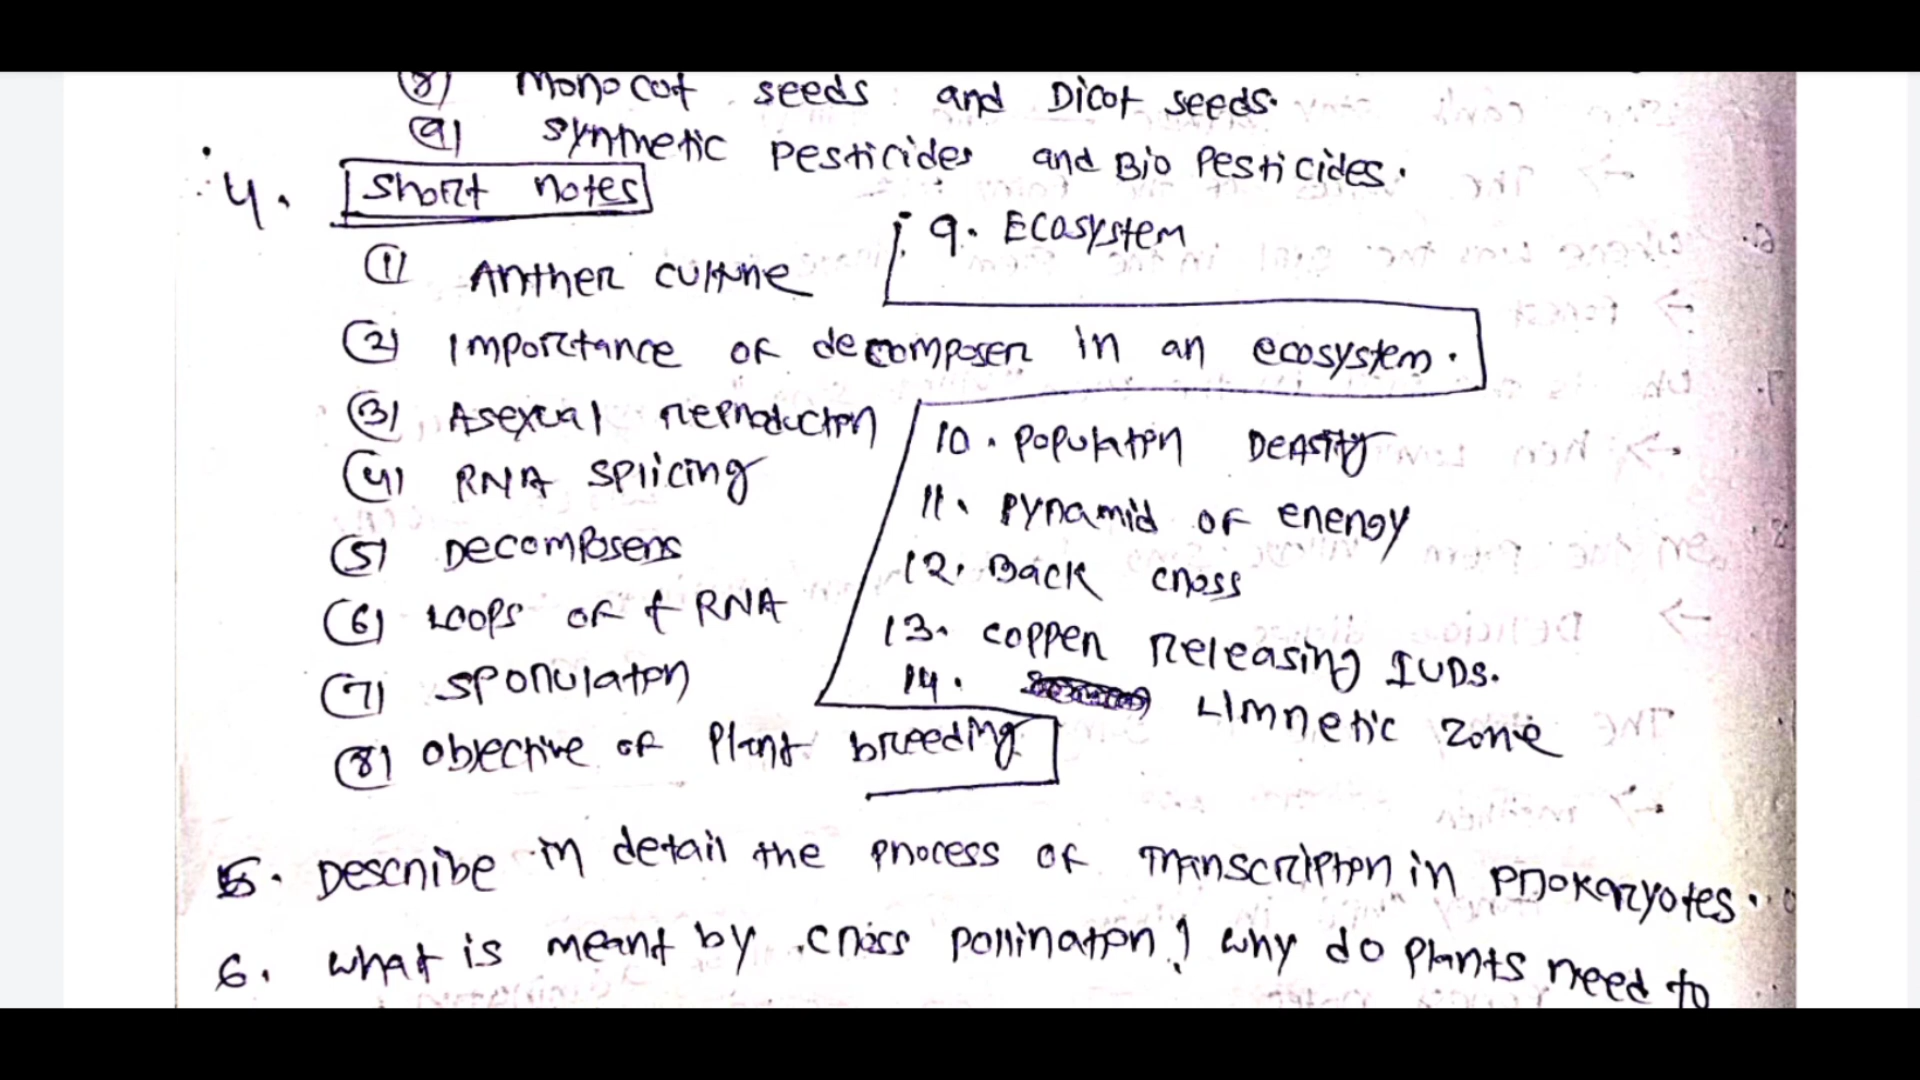 (8) Monocot seeds and Dicot seeds.
(9) Synthetic Pesticides and Bio Pesticides.
4. Short notes
(1) Anther culture
(2) Importance of decomposer in an ecosystem.
(3) Asexual reproduction
(4) RNA splicing
(5) Decomposers
(6) Loops of t RNA
(7) Sporulation
(8) Objective of Plant breeding
9. Ecosystem
10. Population Density
11. Pyramid of energy
12. Back cross
13. Copper Releasing IUDs.
14. Limnetic zone
5. Describe in detail the process of Transcription in Prokaryotes.
6. What is meant by cross pollination? Why do Plants need to